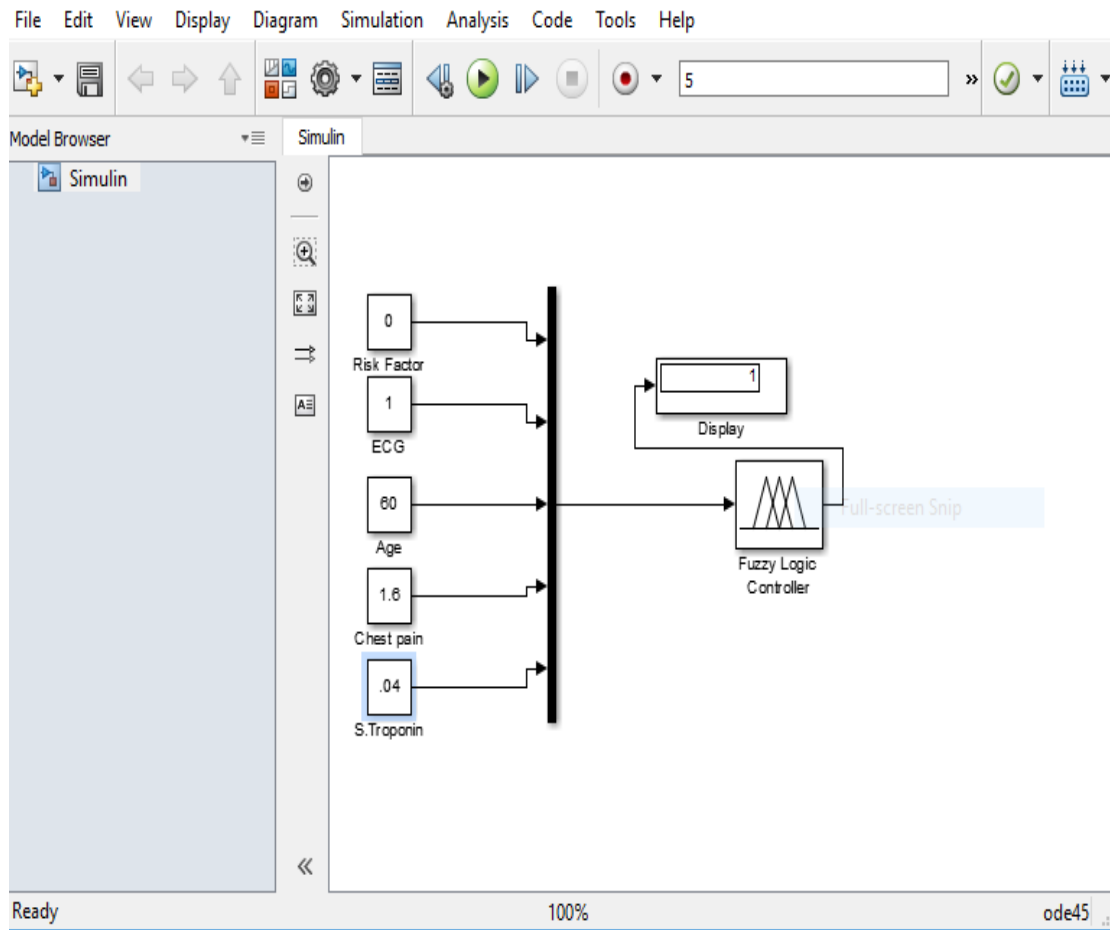 File Edit View Display Diagram Simulation Analysis Code Tools Help
5
»
Model Browser
Simulin
Simulin
0
Risk Factor
1
ECG
60
Age
1.6
Chest pain
.04
S.Troponin
1
Display
Full-screen Snip
Fuzzy Logic
Controller
Ready
100%
ode45